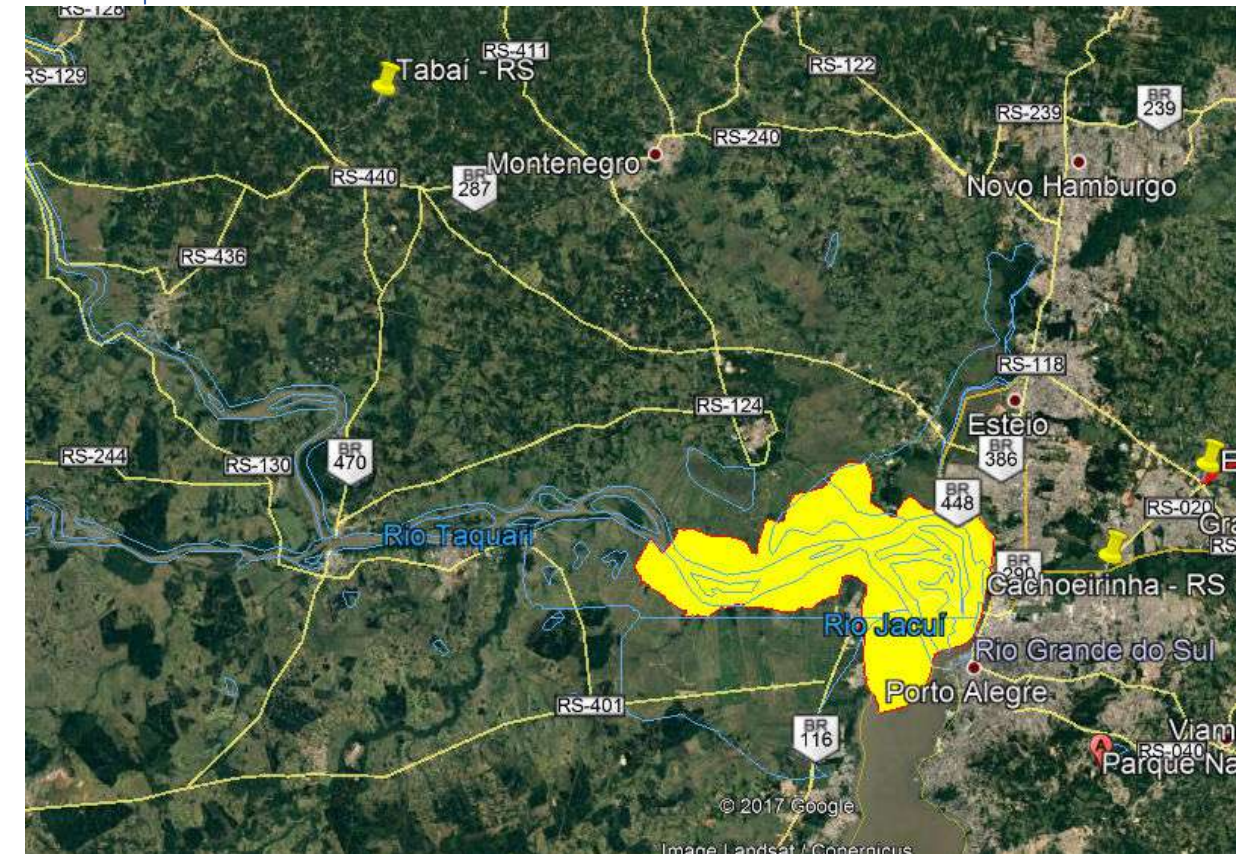 RS-128
RS-411
Tabaí - RS
RS-122
RS-129
BR
239
RS-239
RS-240
Montenegro
RS-440
BR
287
Novo Hamburgo
RS-436
RS-118
RS-124
Esteio
BR
386
RS-244
RS-130
BR
470
BR
448
RS-020
Gra
RS
Rio Taquari
BR
290
Cachoeirinha - RS
Rio Jacuí
Rio Grande do Sul
Porto Alegre
RS-401
BR
116
Viam
A
RS-040
Parque Na
© 2017 Google
Image Landsat / Copernicus